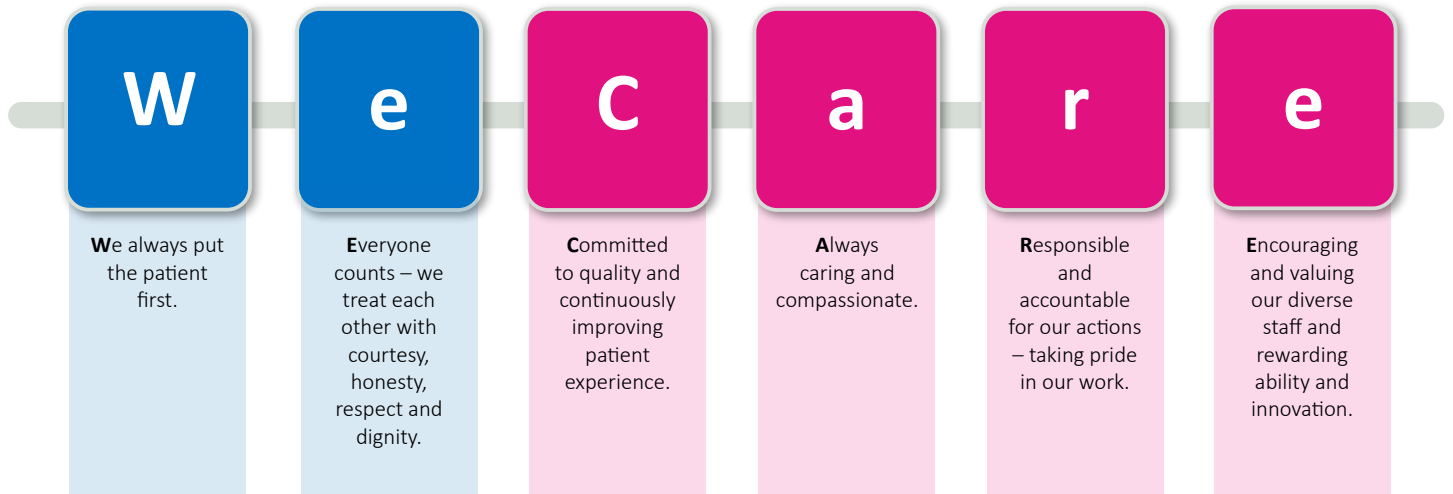 W
e
C
a
r
e
We always put
the patient
first.
Everyone
counts – we
treat each
other with
courtesy,
honesty,
respect and
dignity.
Committed
to quality and
continuously
improving
patient
experience.
Always
caring and
compassionate.
Responsible
and
accountable
for our actions
– taking pride
in our work.
Encouraging
and valuing
our diverse
staff and
rewarding
ability and
innovation.